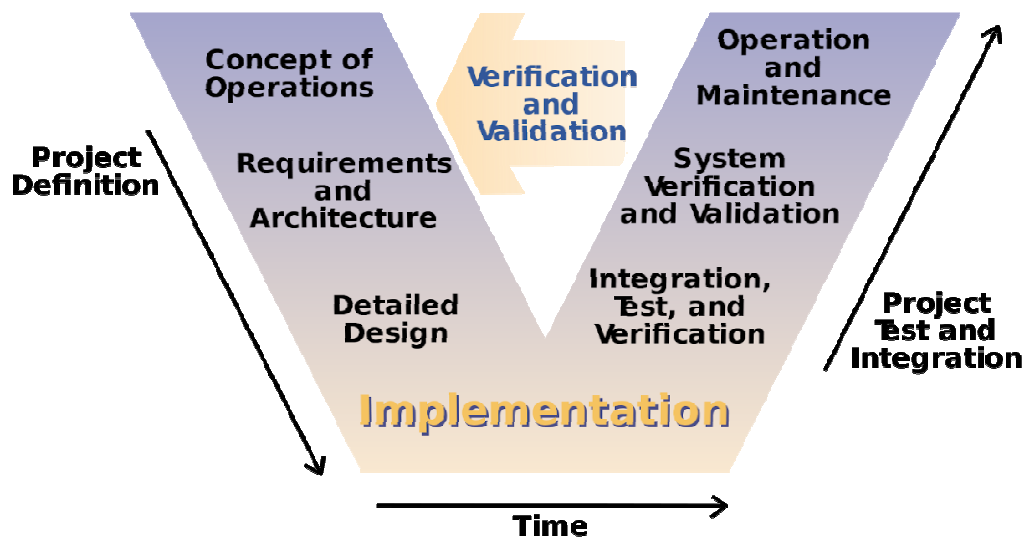 Concept of
Operations
Verification
and
Validation
Operation
and
Maintenance
Project
Definition
Requirements
and
Architecture
System
Verification
and Validation
Detailed
Design
Integration,
Test, and
Verification
Project
Test and
Integration
Implementation
Time